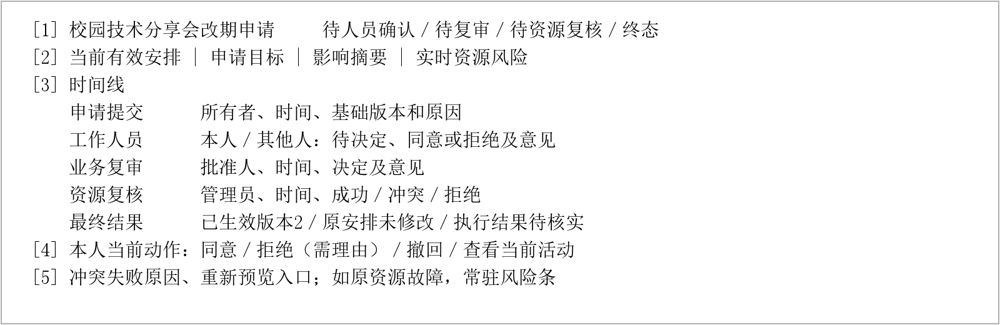 [1] 校园技术分享会改期申请 待人员确认 / 待复审 / 待资源复核 / 终态
[2] 当前有效安排 | 申请目标 | 影响摘要 | 实时资源风险
[3] 时间线
申请提交 所有者、时间、基础版本和原因
工作人员 本人 / 其他人：待决定、同意或拒绝及意见
业务复审 批准人、时间、决定及意见
资源复核 管理员、时间、成功 / 冲突 / 拒绝
最终结果 已生效版本2 / 原安排未修改 / 执行结果待核实
[4] 本人当前动作：同意 / 拒绝（需理由） / 撤回 / 查看当前活动
[5] 冲突失败原因、重新预览入口；如原资源故障，常驻风险条